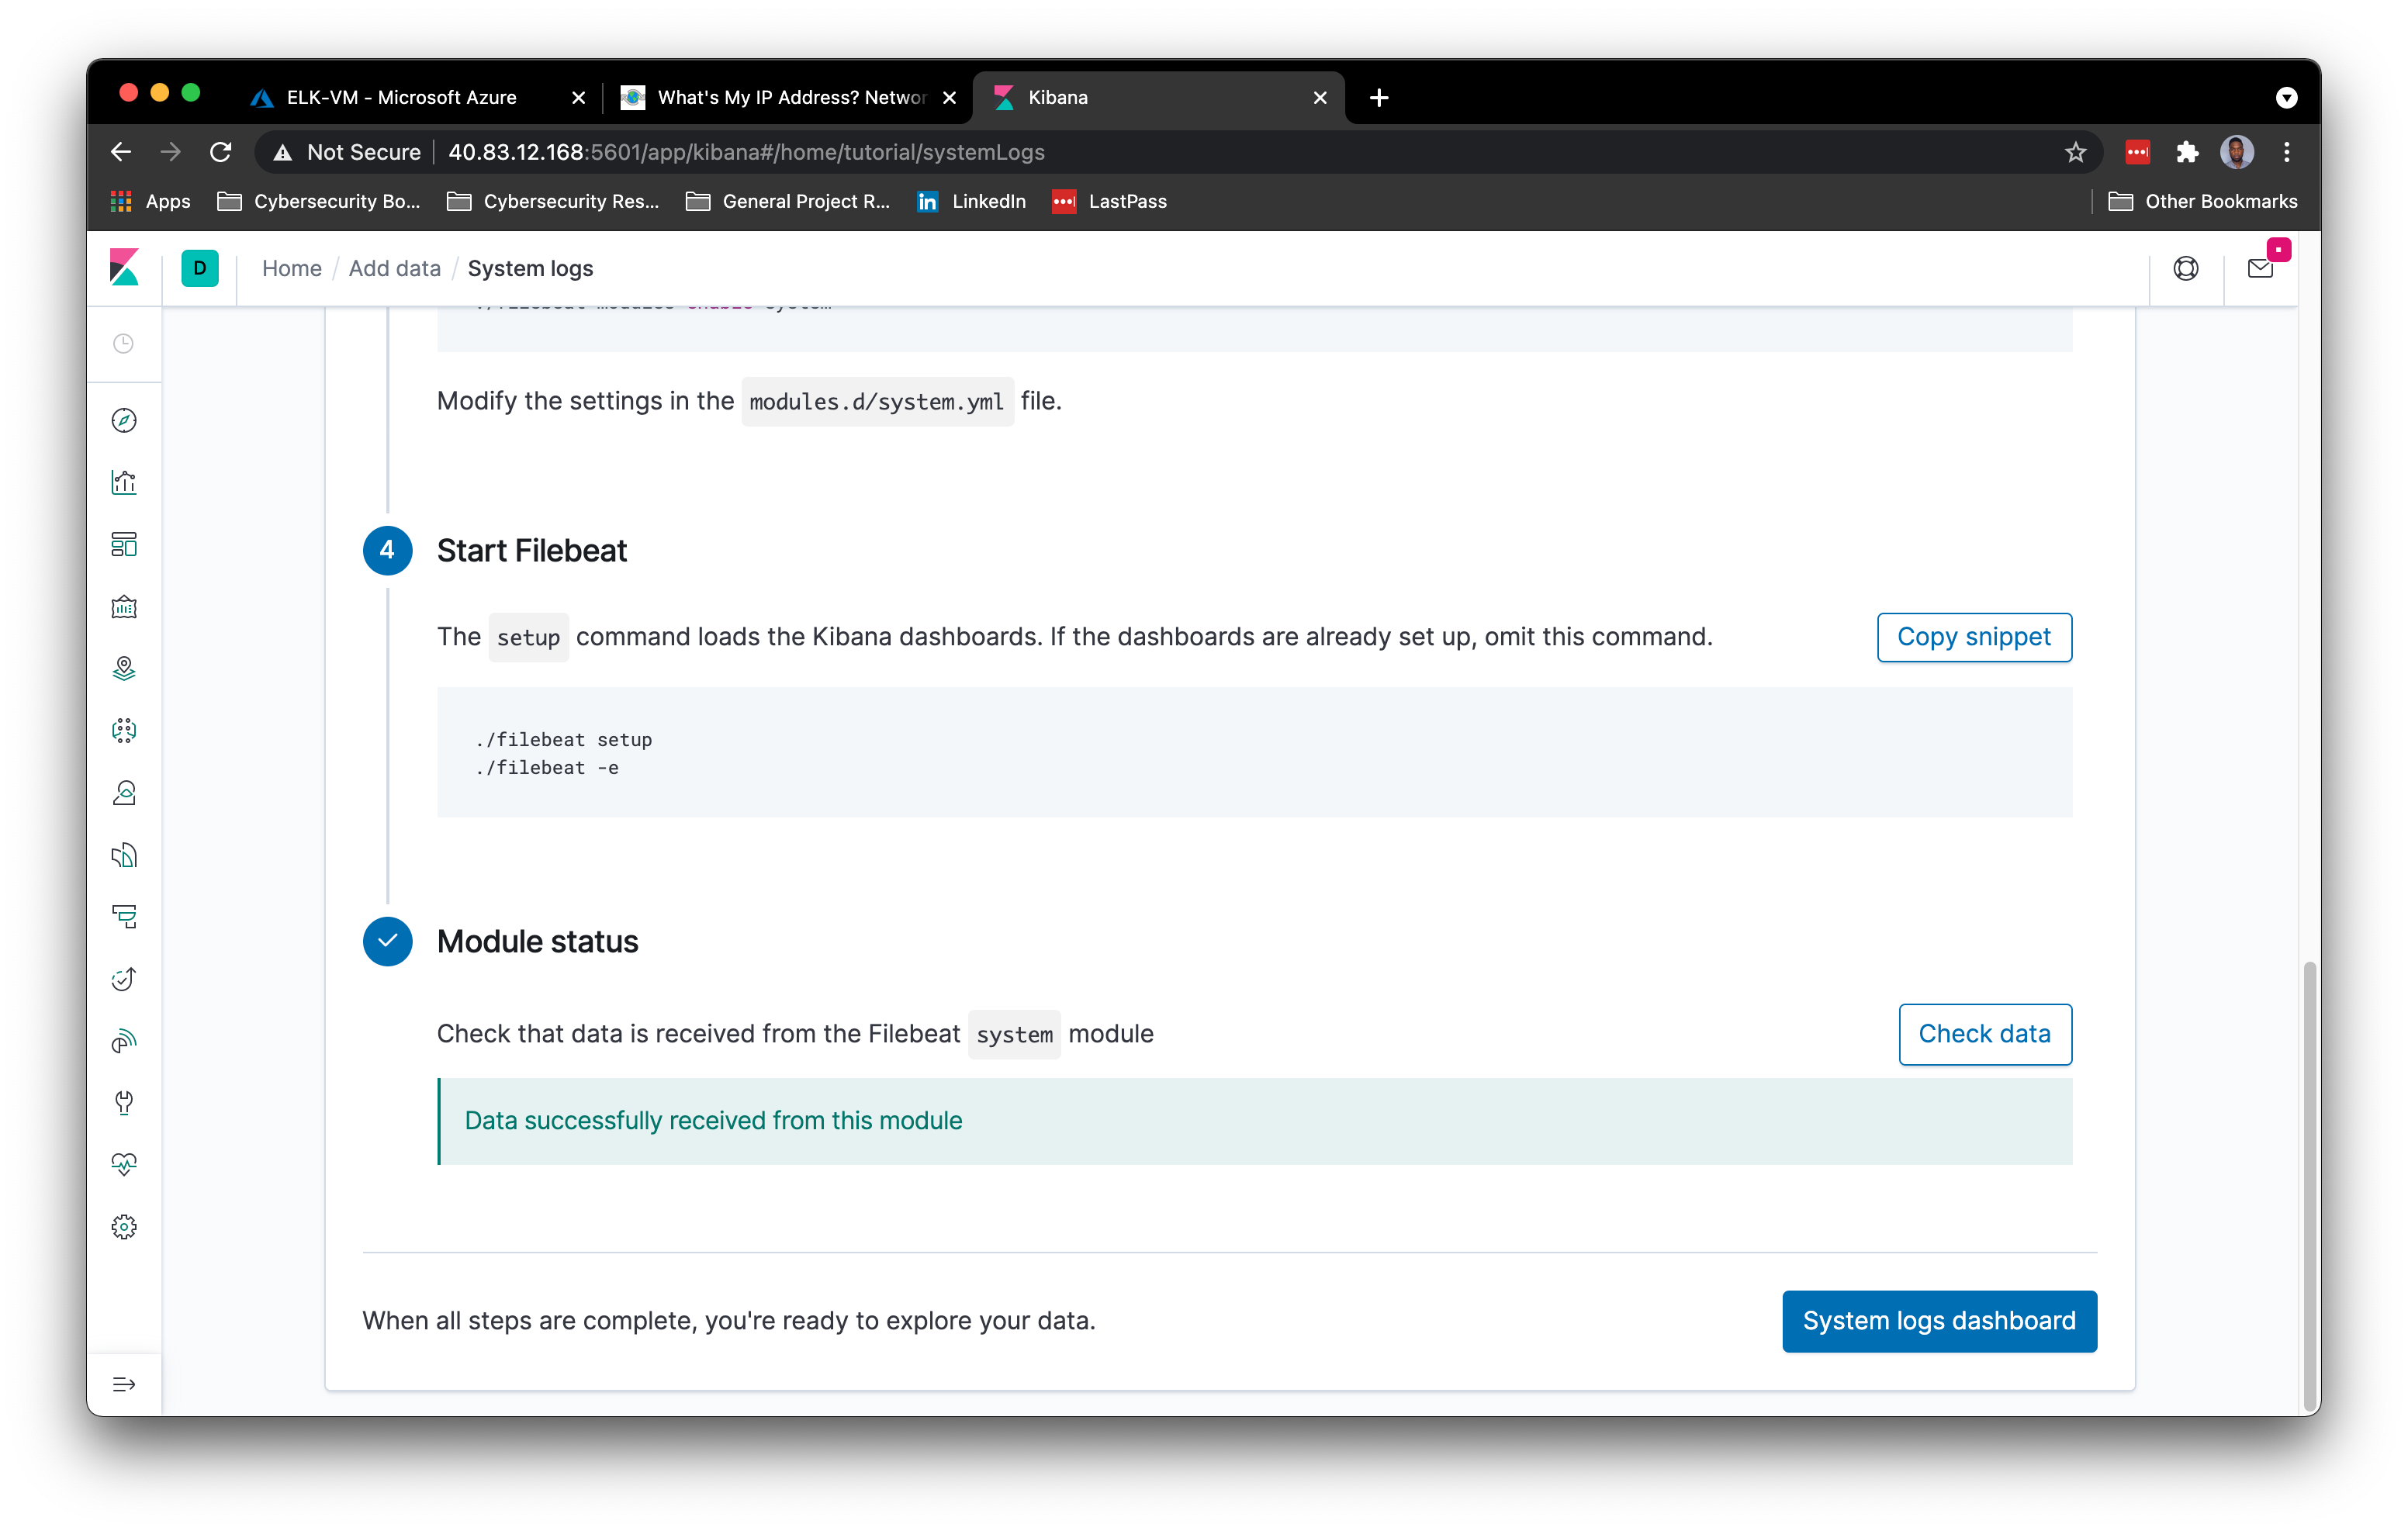 ELK-VM - Microsoft Azure
What's My IP Address? Networ
Kibana
Not Secure
40.83.12.168:5601/app/kibana#/home/tutorial/systemLogs
Apps
Cybersecurity Bo...
Cybersecurity Res...
General Project R...
LinkedIn
LastPass
Other Bookmarks
D
Home / Add data / System logs
./filebeat modules enable system
Modify the settings in the modules.d/system.yml file.
4
Start Filebeat
The setup command loads the Kibana dashboards. If the dashboards are already set up, omit this command.
Copy snippet
./filebeat setup
./filebeat -e
Module status
Check that data is received from the Filebeat system module
Check data
Data successfully received from this module
When all steps are complete, you're ready to explore your data.
System logs dashboard